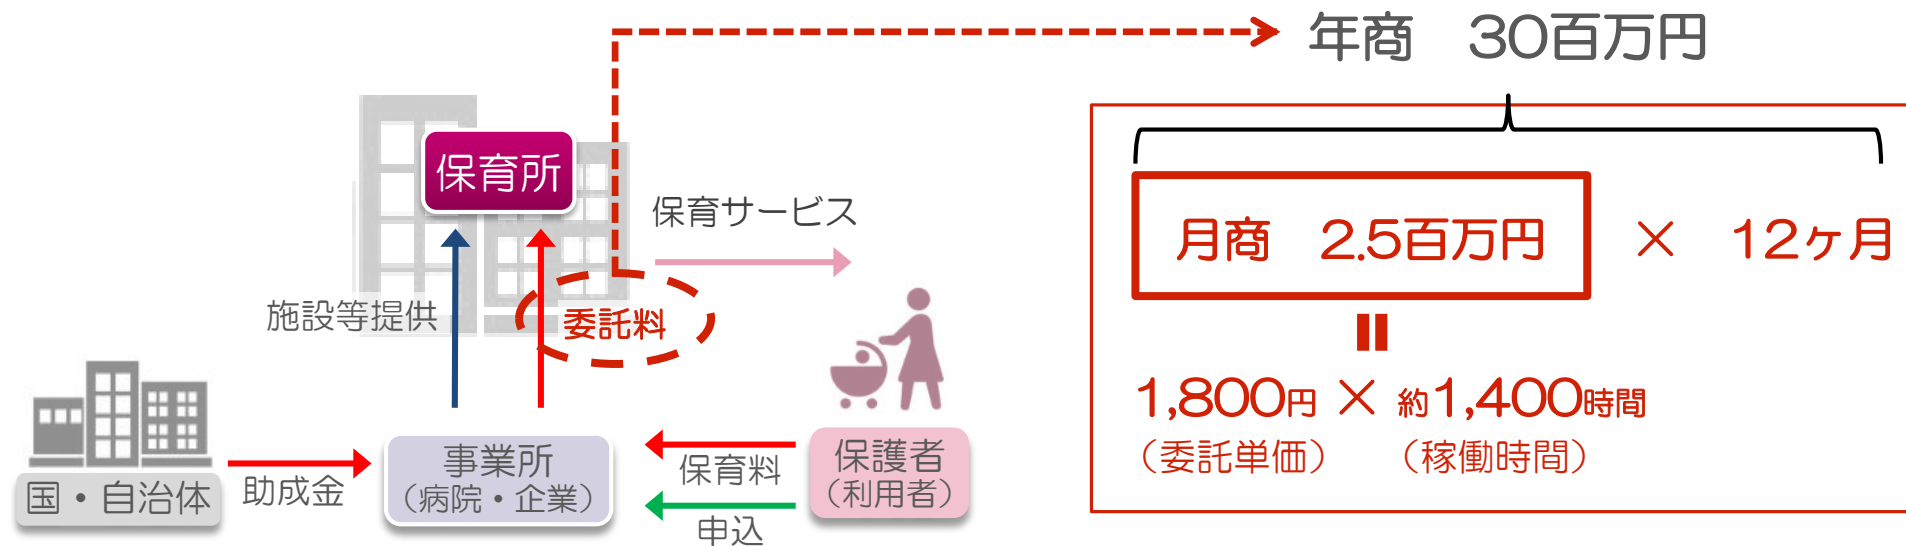 年商　30百万円
保育所
保育サービス
月商　2.5百万円　×　12ヶ月
施設等提供
委託料
＝
1,800円 × 約1,400時間
（委託単価）　（稼働時間）
国・自治体
助成金
事業所
（病院・企業）
保育料
申込
保護者
（利用者）